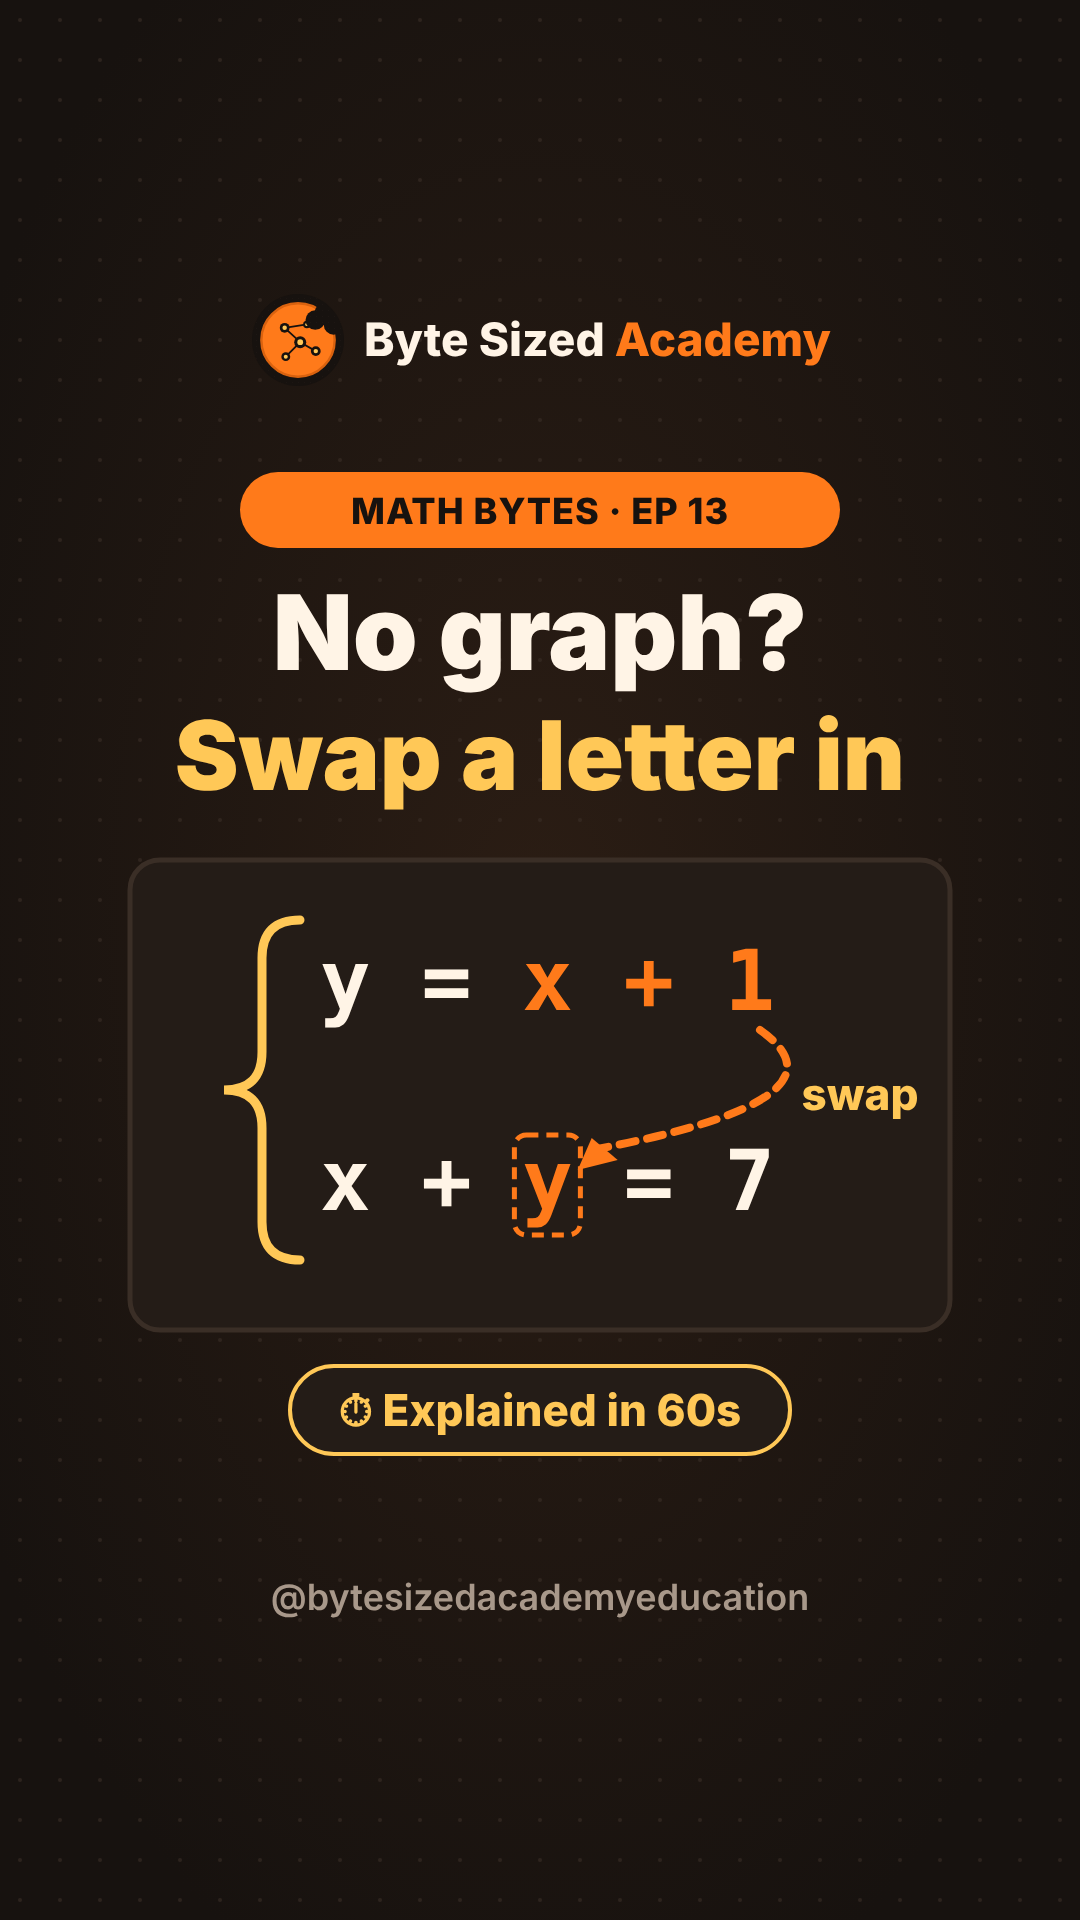 Byte Sized Academy
MATH BYTES · EP 13
No graph?
Swap a letter in
y = x + 1
swap
x + y = 7
⏱ Explained in 60s
@bytesizedacademyeducation